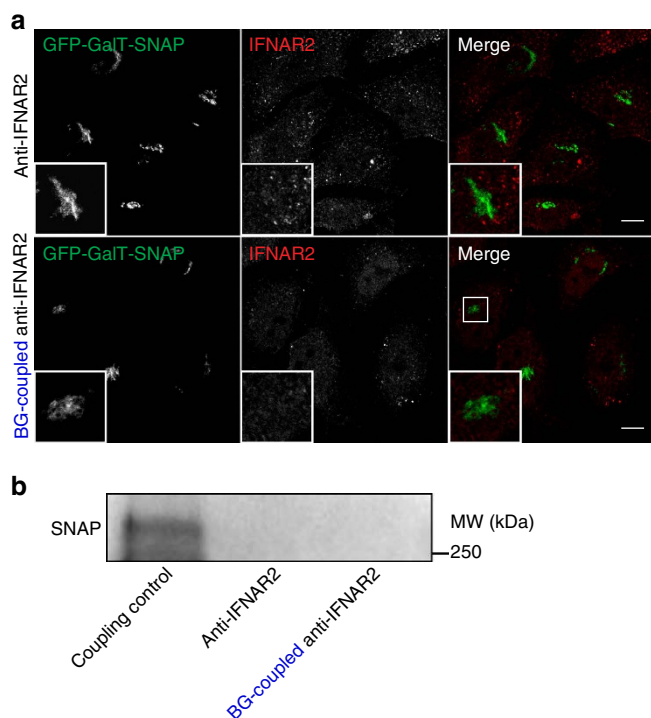 a
Anti-IFNAR2
GFP-GalT-SNAP
IFNAR2
Merge
BG-coupled anti-IFNAR2
GFP-GalT-SNAP
IFNAR2
Merge
b
SNAP
MW (kDa)
250
Coupling control
Anti-IFNAR2
BG-coupled anti-IFNAR2